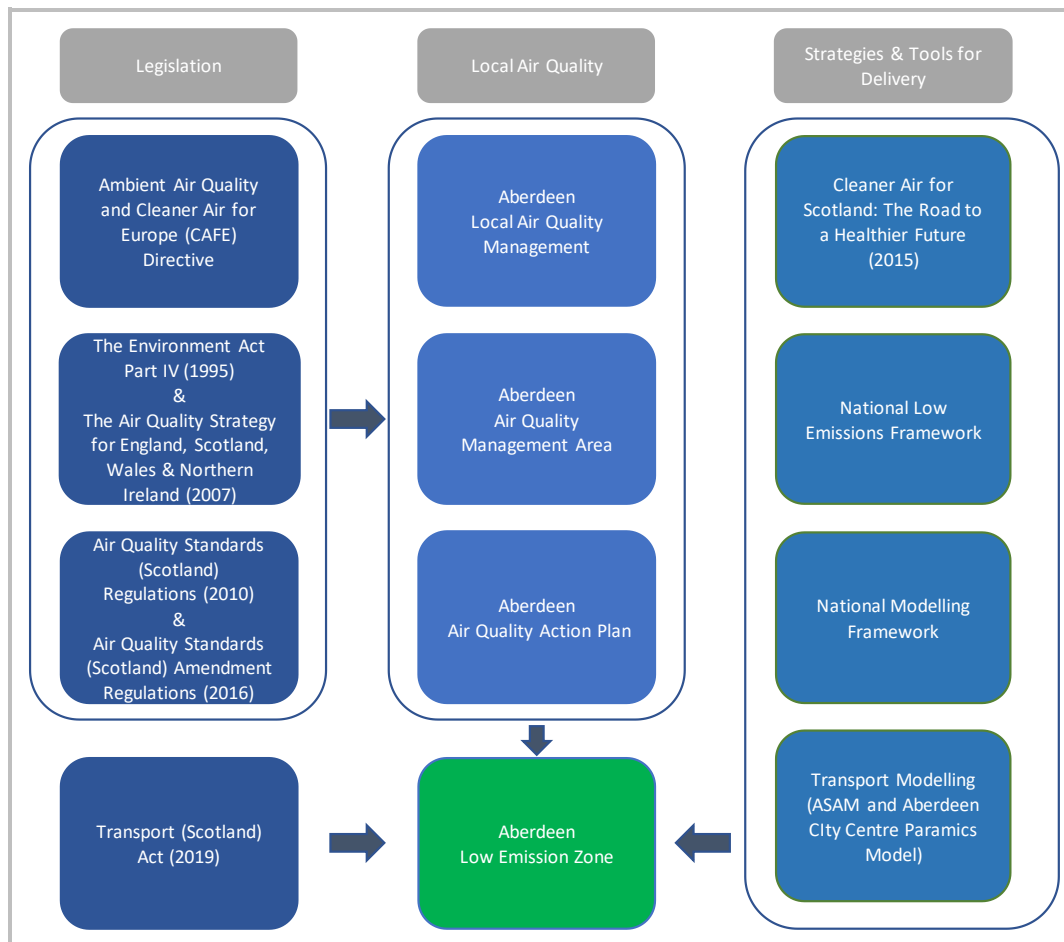 Legislation
Local Air Quality
Strategies & Tools for
Delivery
Ambient Air Quality
and Cleaner Air for
Europe (CAFE)
Directive
The Environment Act
Part IV (1995)
&
The Air Quality Strategy
for England, Scotland,
Wales & Northern
Ireland (2007)
Air Quality Standards
(Scotland)
Regulations (2010)
&
Air Quality Standards
(Scotland) Amendment
Regulations (2016)
Transport (Scotland)
Act (2019)
Aberdeen
Local Air Quality
Management
Aberdeen
Air Quality
Management Area
Aberdeen
Air Quality Action Plan
Aberdeen
Low Emission Zone
Cleaner Air for
Scotland: The Road to
a Healthier Future
(2015)
National Low
Emissions Framework
National Modelling
Framework
Transport Modelling
(ASAM and Aberdeen
CIty Centre Paramics
Model)